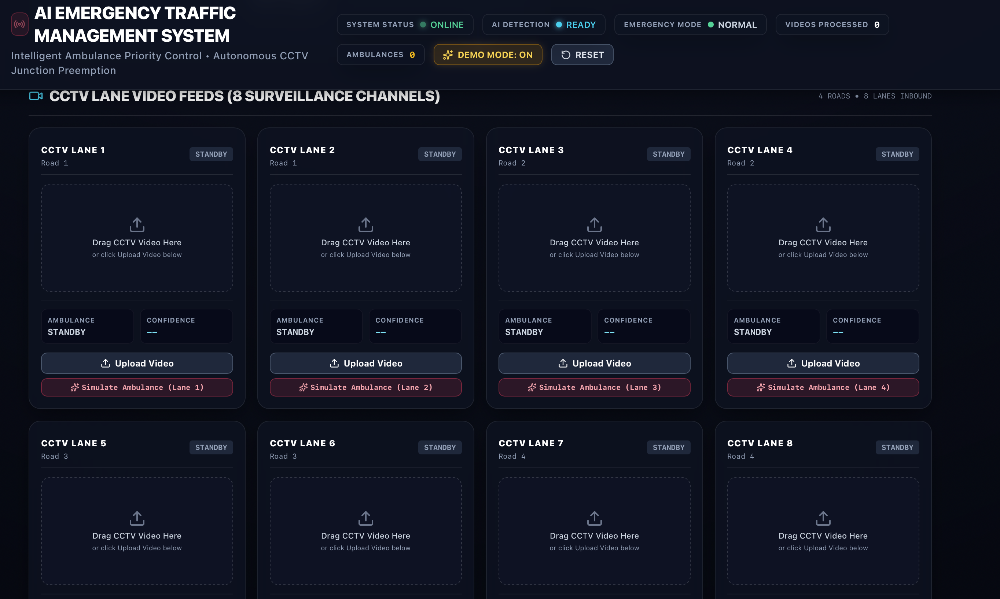 AI EMERGENCY TRAFFIC
MANAGEMENT SYSTEM
Intelligent Ambulance Priority Control • Autonomous CCTV
Junction Preemption
SYSTEM STATUS ONLINE
AI DETECTION READY
EMERGENCY MODE NORMAL
VIDEOS PROCESSED 0
AMBULANCES 0
DEMO MODE: ON
RESET
CCTV LANE VIDEO FEEDS (8 SURVEILLANCE CHANNELS)
4 ROADS • 8 LANES INBOUND
CCTV LANE 1
Road 1
STANDBY
Drag CCTV Video Here
or click Upload Video below
AMBULANCE
STANDBY
CONFIDENCE
--
Upload Video
Simulate Ambulance (Lane 1)
CCTV LANE 2
Road 1
STANDBY
Drag CCTV Video Here
or click Upload Video below
AMBULANCE
STANDBY
CONFIDENCE
--
Upload Video
Simulate Ambulance (Lane 2)
CCTV LANE 3
Road 2
STANDBY
Drag CCTV Video Here
or click Upload Video below
AMBULANCE
STANDBY
CONFIDENCE
--
Upload Video
Simulate Ambulance (Lane 3)
CCTV LANE 4
Road 2
STANDBY
Drag CCTV Video Here
or click Upload Video below
AMBULANCE
STANDBY
CONFIDENCE
--
Upload Video
Simulate Ambulance (Lane 4)
CCTV LANE 5
Road 3
STANDBY
Drag CCTV Video Here
or click Upload Video below
CCTV LANE 6
Road 3
STANDBY
Drag CCTV Video Here
or click Upload Video below
CCTV LANE 7
Road 4
STANDBY
Drag CCTV Video Here
or click Upload Video below
CCTV LANE 8
Road 4
STANDBY
Drag CCTV Video Here
or click Upload Video below